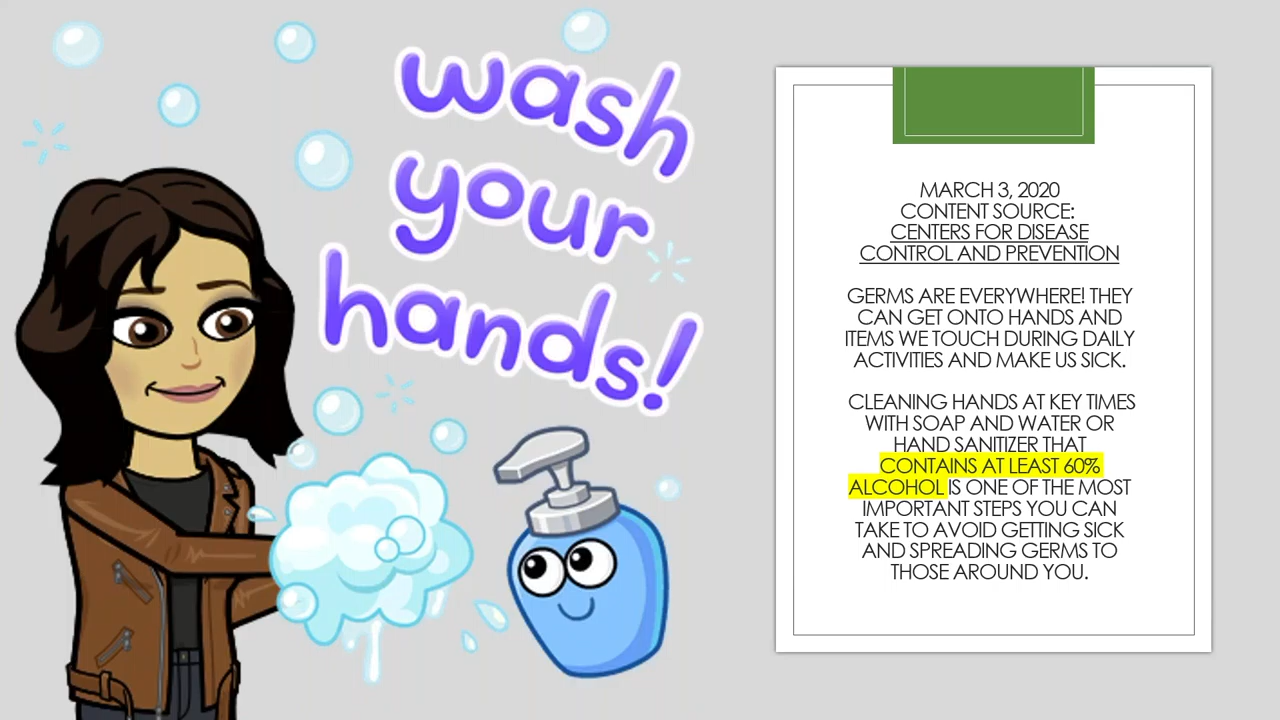 wash
your
hands!
MARCH 3, 2020
CONTENT SOURCE:
CENTERS FOR DISEASE
CONTROL AND PREVENTION
GERMS ARE EVERYWHERE! THEY
CAN GET ONTO HANDS AND
ITEMS WE TOUCH DURING DAILY
ACTIVITIES AND MAKE US SICK.
CLEANING HANDS AT KEY TIMES
WITH SOAP AND WATER OR
HAND SANITIZER THAT
CONTAINS AT LEAST 60%
ALCOHOL IS ONE OF THE MOST
IMPORTANT STEPS YOU CAN
TAKE TO AVOID GETTING SICK
AND SPREADING GERMS TO
THOSE AROUND YOU.